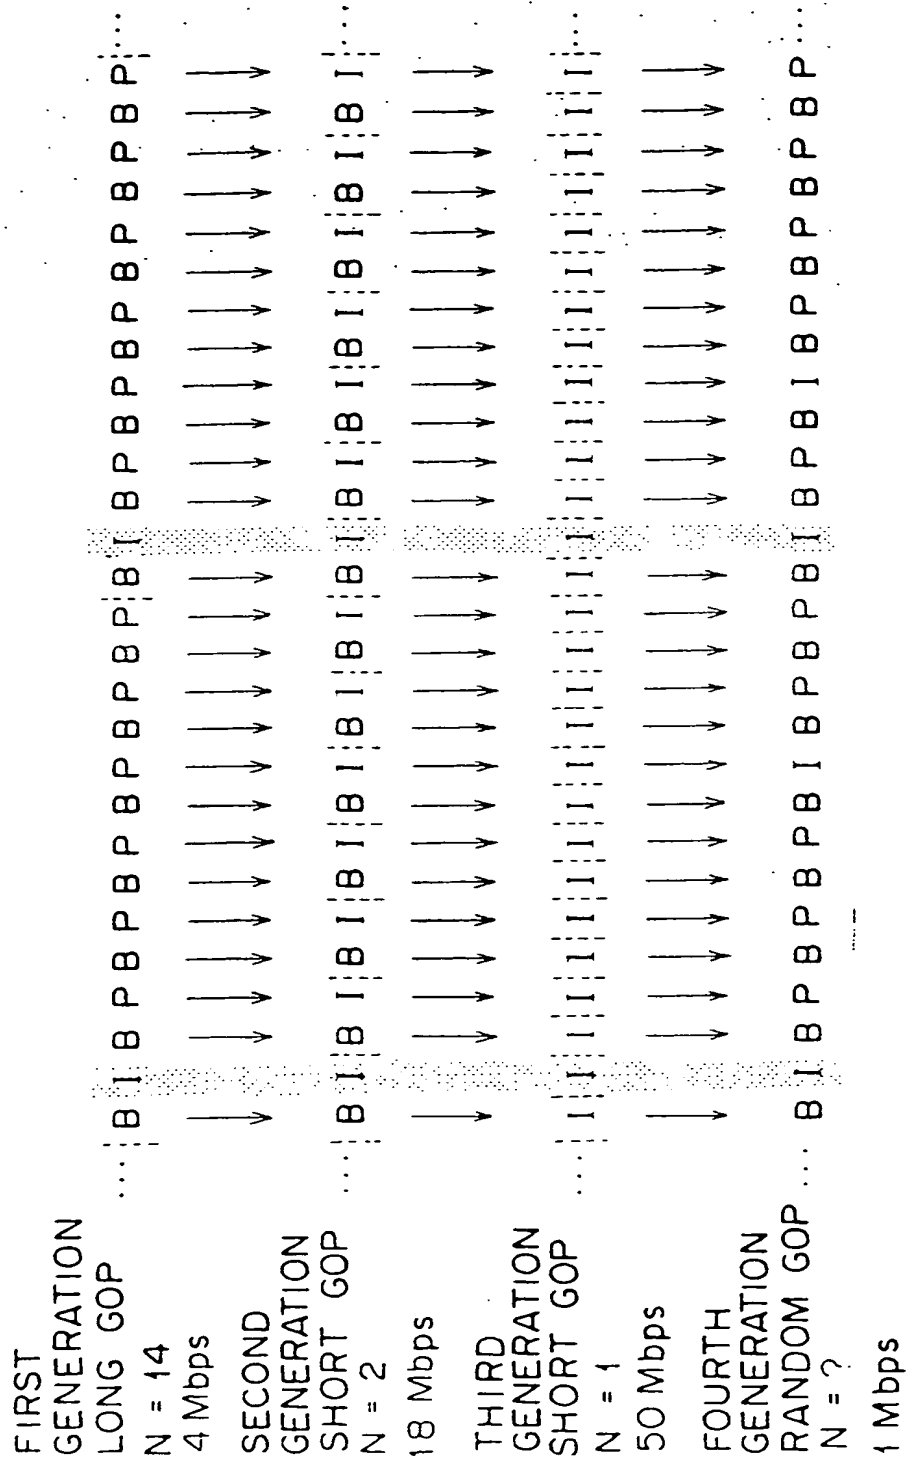 FIRST
GENERATION
LONG GOP
N = 14
4 Mbps
..... B I B P B P B P B P B P B P B I B P B P B P B P B P B P .....
SECOND
GENERATION
SHORT GOP
N = 2
18 Mbps
..... B I B I B I B I B I B I B I B I B I B I B I B I B I B I .....
THIRD
GENERATION
SHORT GOP
N = 1
50 Mbps
..... I I I I I I I I I I I I I I I I I I I I I I I I I I I I .....
FOURTH
GENERATION
RANDOM GOP
N = ?
1 Mbps
..... B I B P B P B P B I B P B P B I B P B I B P B P B P B P .....